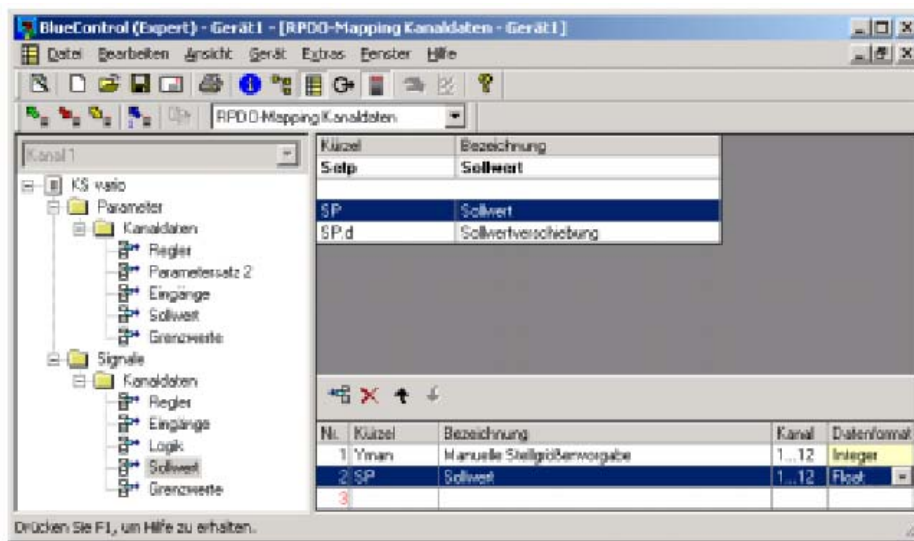 BlueControl (Expert) - Gerät1 - [RPDO-Mapping Kanaldaten - Gerät1]
Datei Bearbeiten Ansicht Gerät Extras Fenster Hilfe
RPDO-Mapping Kanaldaten
Kanal 1
KS vario
Parameter
Kanaldaten
Regler
Parametersatz 2
Eingänge
Sollwert
Grenzwerte
Signale
Kanaldaten
Regler
Eingänge
Logik
Sollwert
Grenzwerte
Kürzel Bezeichnung
Setp Sollwert
SP Sollwert
SP.d Sollwertverschiebung
Nr. Kürzel Bezeichnung Kanal Datenformat
1 Yman Manuelle Stellgrößenvorgabe 1...12 Integer
2 SP Sollwert 1...12 Float
3
Drücken Sie F1, um Hilfe zu erhalten.